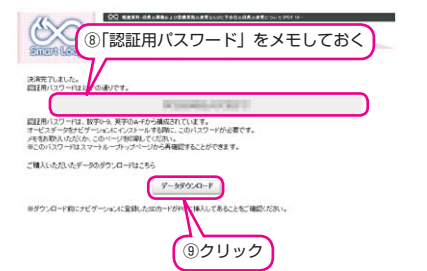 Smart Loo
⑧「認証用パスワード」をメモしておく
決済完了しました。
認証用パスワードは以下の通りです。
認証用パスワードは、数字0-9、英字のA-Fから構成されています。
オービスデータをナビゲーションにインストールする際に、このパスワードが必要です。
メモをお取りいただくか、このページを印刷してください。
※このパスワードはスマートループトップページから再確認することができます。
ご購入いただいたデータのダウンロードはこちら
データダウンロード
※ダウンロード前にナビゲーションに登録したSDカードがPCに挿入してあることをご確認ください。
⑨クリック